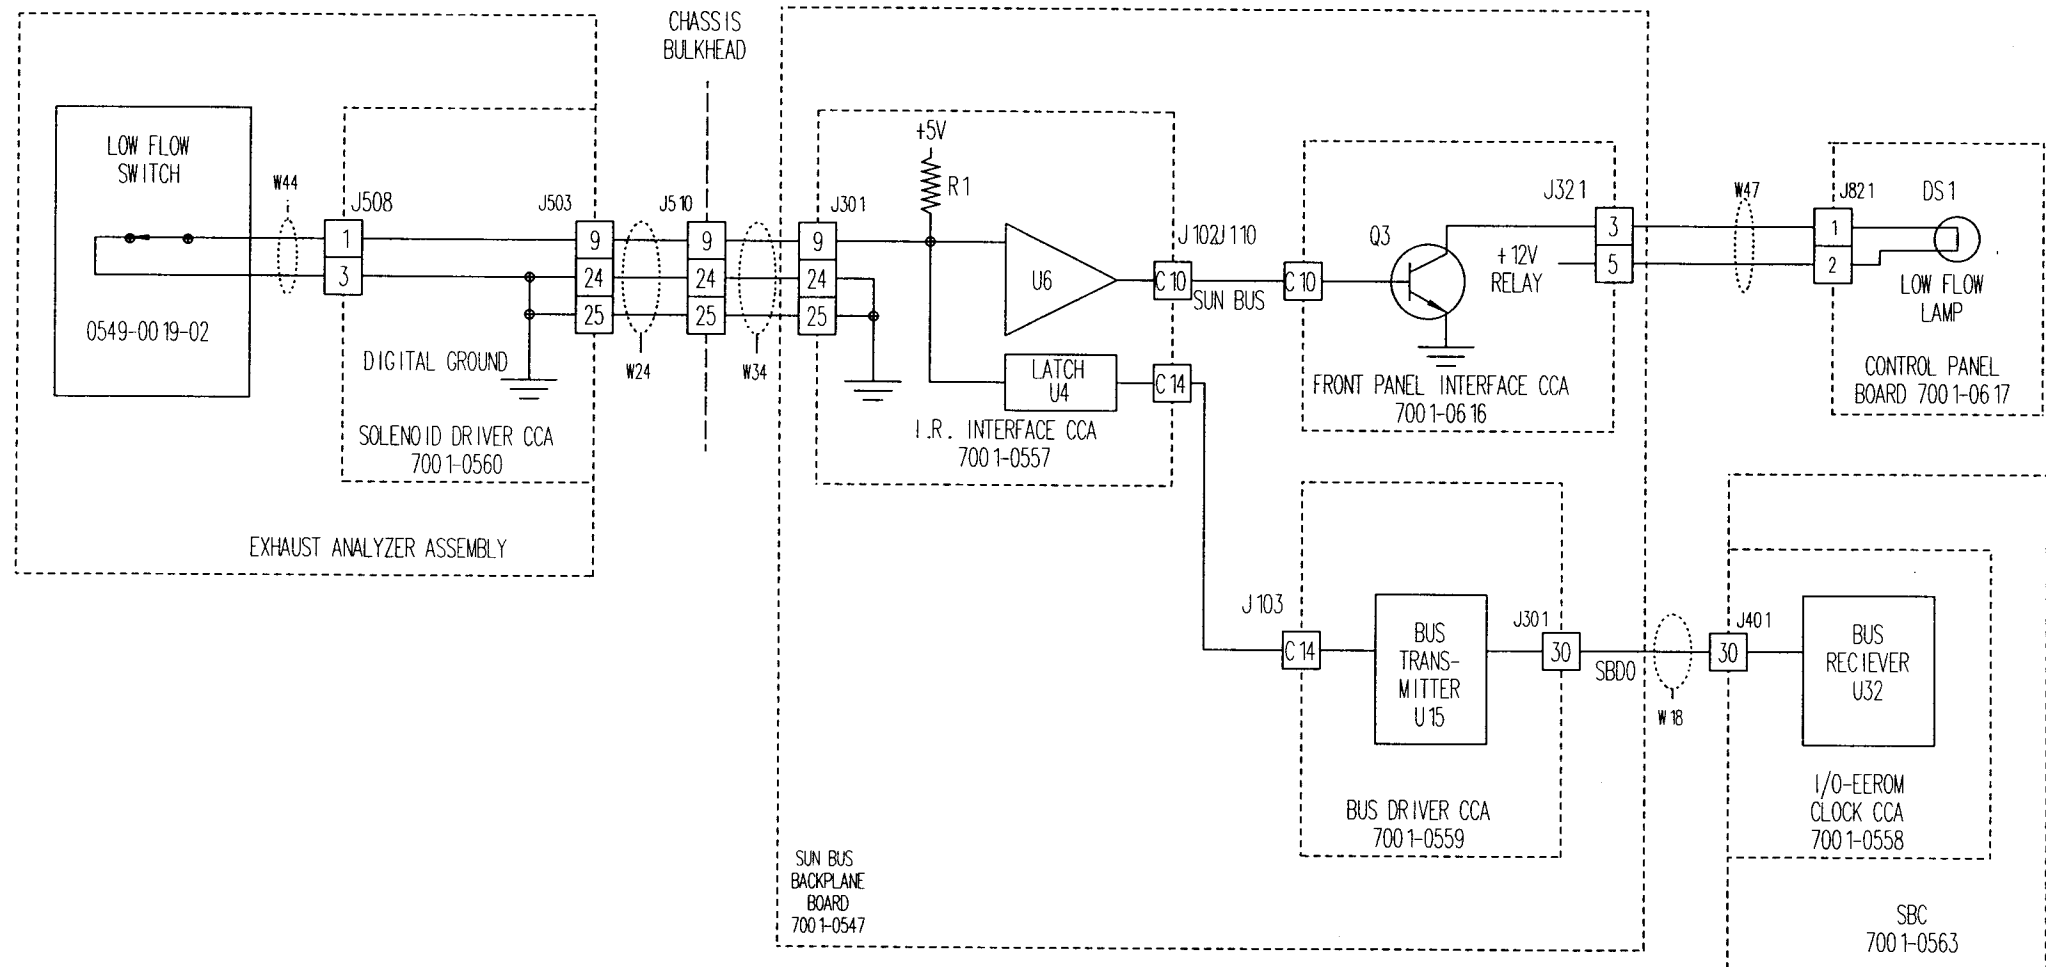 CHASSIS
BULKHEAD
LOW FLOW
SWITCH
0549-0019-02
W44
J508
1
3
DIGITAL GROUND
SOLENOID DRIVER CCA
7001-0560
EXHAUST ANALYZER ASSEMBLY
J503
9
24
25
W24
J510
9
24
25
W34
J301
9
24
25
+5V
R1
U6
LATCH
U4
I.R. INTERFACE CCA
7001-0557
J102
C10
C14
SUN BUS
J110
C10
Q3
+12V
RELAY
J321
3
5
FRONT PANEL INTERFACE CCA
7001-0616
W47
J821
1
2
DS1
LOW FLOW
LAMP
CONTROL PANEL
BOARD 7001-0617
J103
C14
BUS
TRANS-
MITTER
U15
J301
30
BUS DRIVER CCA
7001-0559
SBD0
W18
J401
30
BUS
RECIEVER
U32
I/O-EEROM
CLOCK CCA
7001-0558
SUN BUS
BACKPLANE
BOARD
7001-0547
SBC
7001-0563